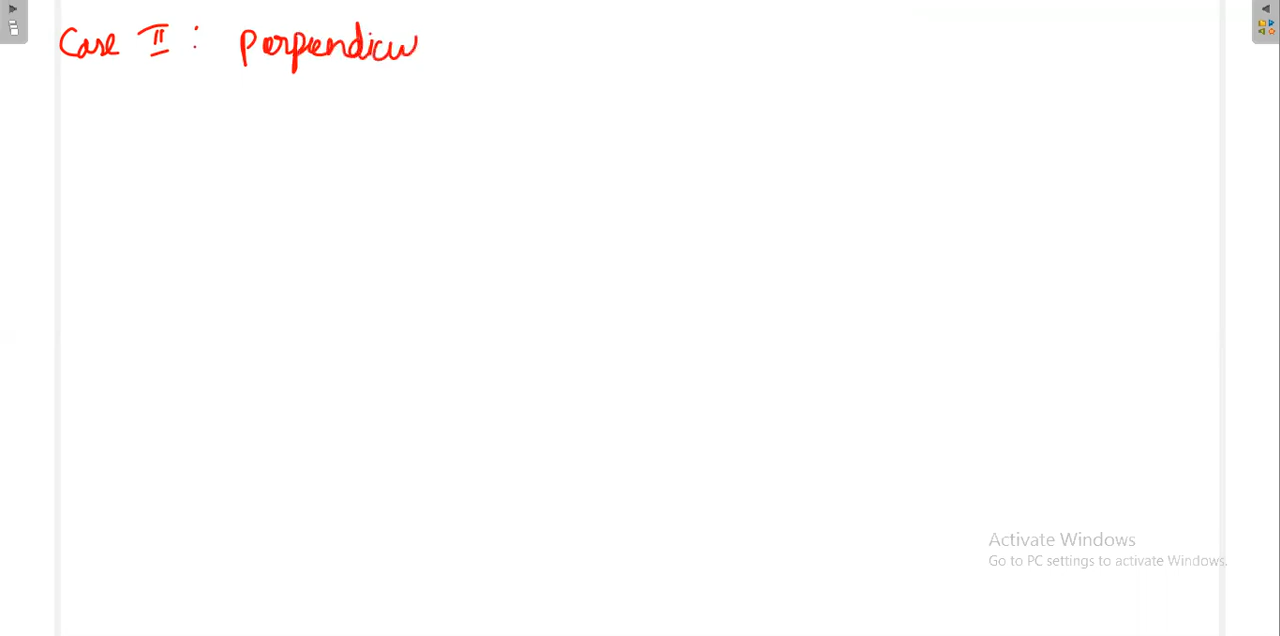 Case II : Perpendicu
Activate Windows
Go to PC settings to activate Windows.